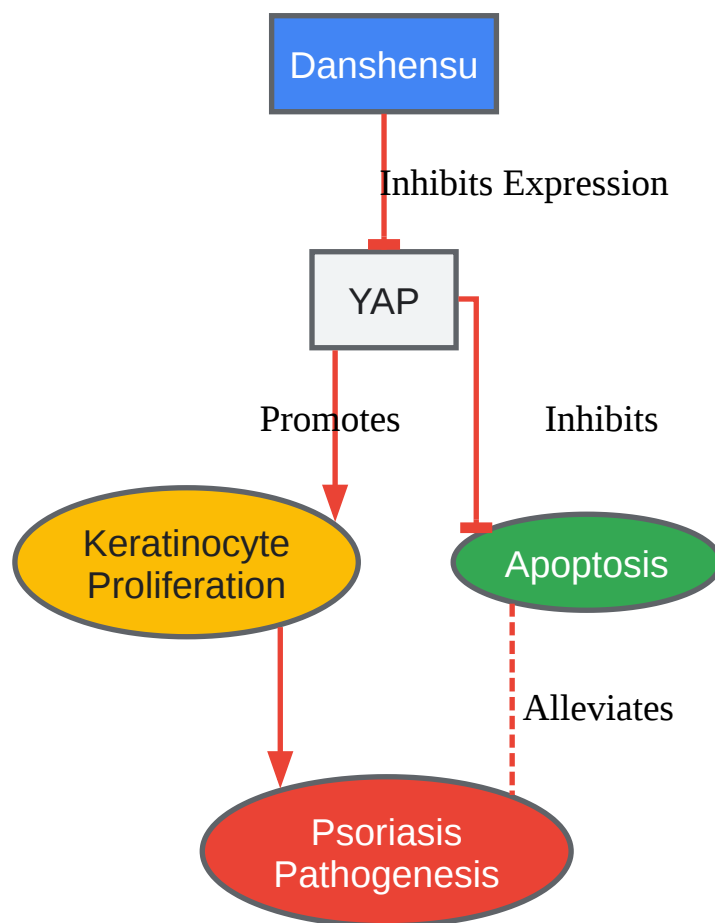 Danshensu
Inhibits Expression
YAP
Promotes
Inhibits
Keratinocyte
Proliferation
Apoptosis
Alleviates
Psoriasis
Pathogenesis